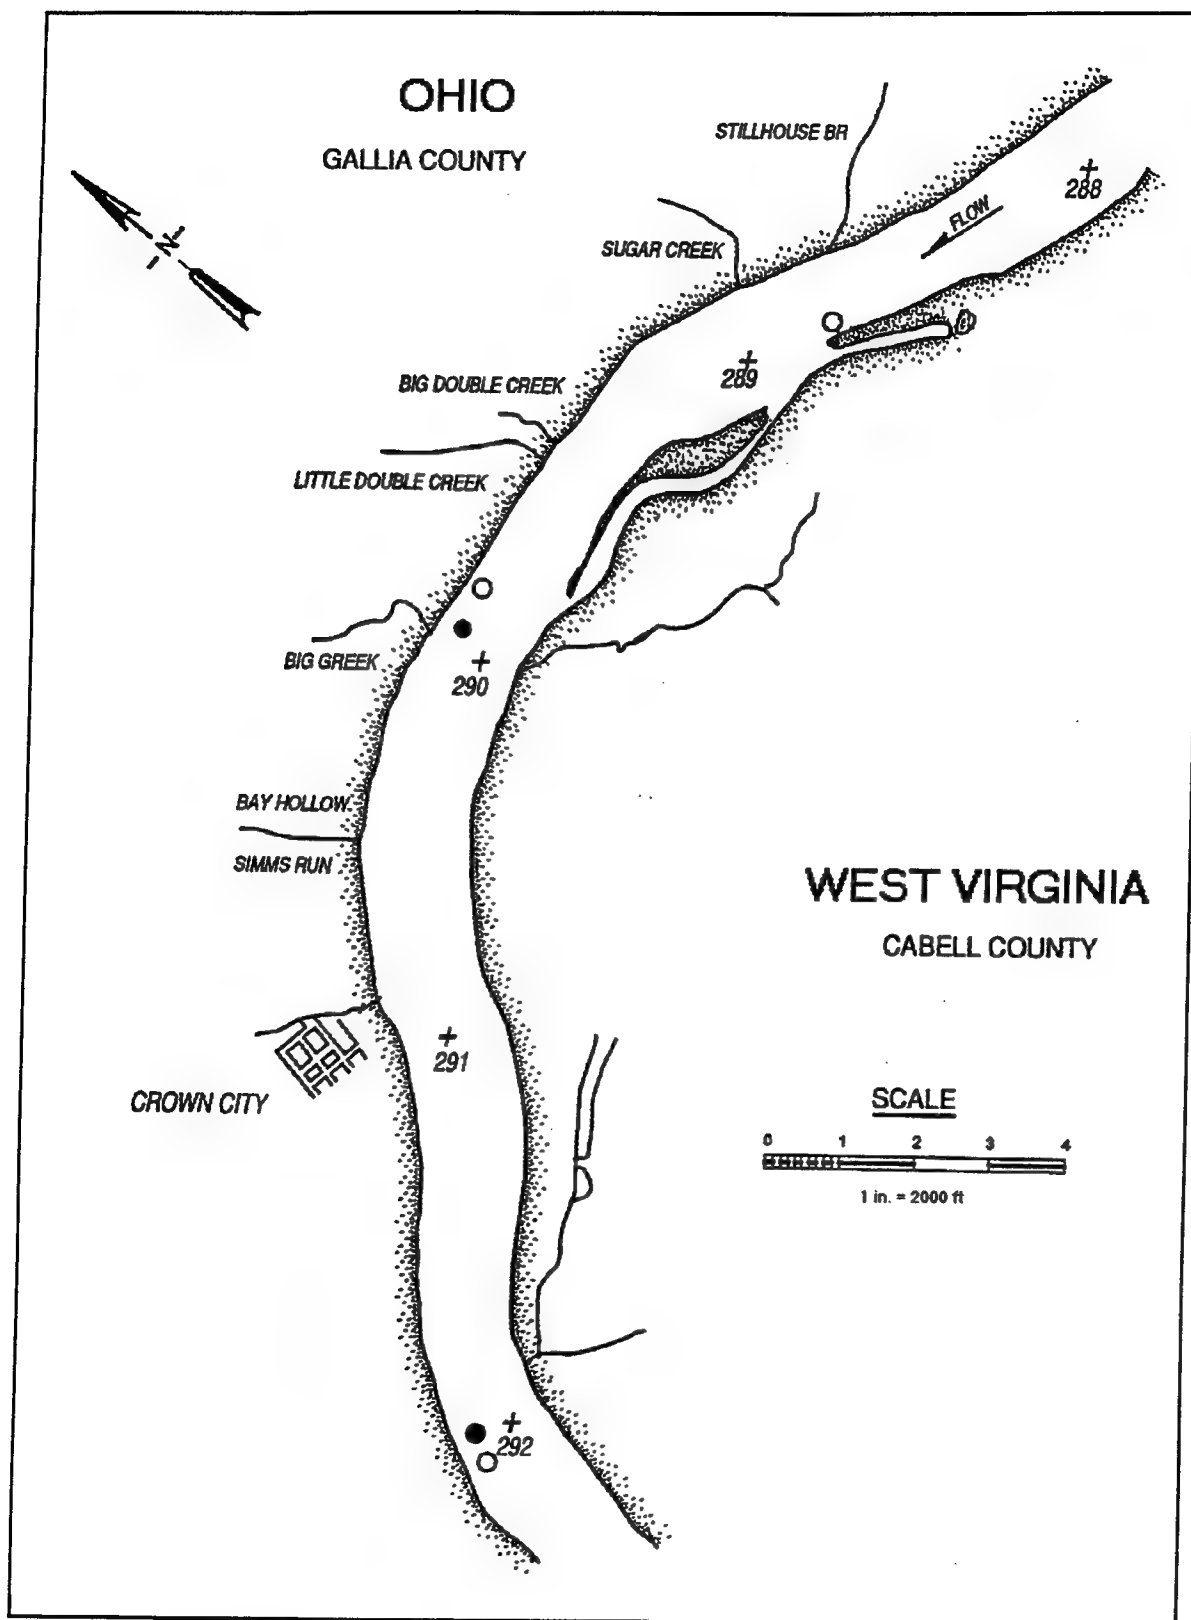 OHIO
GALLIA COUNTY
STILLHOUSE BR
288
FLOW
SUGAR CREEK
N
289
BIG DOUBLE CREEK
LITTLE DOUBLE CREEK
BIG GREEK
290
BAY HOLLOW
SIMMS RUN
WEST VIRGINIA
CABELL COUNTY
291
CROWN CITY
SCALE
0 1 2 3 4
1 in. = 2000 ft
292